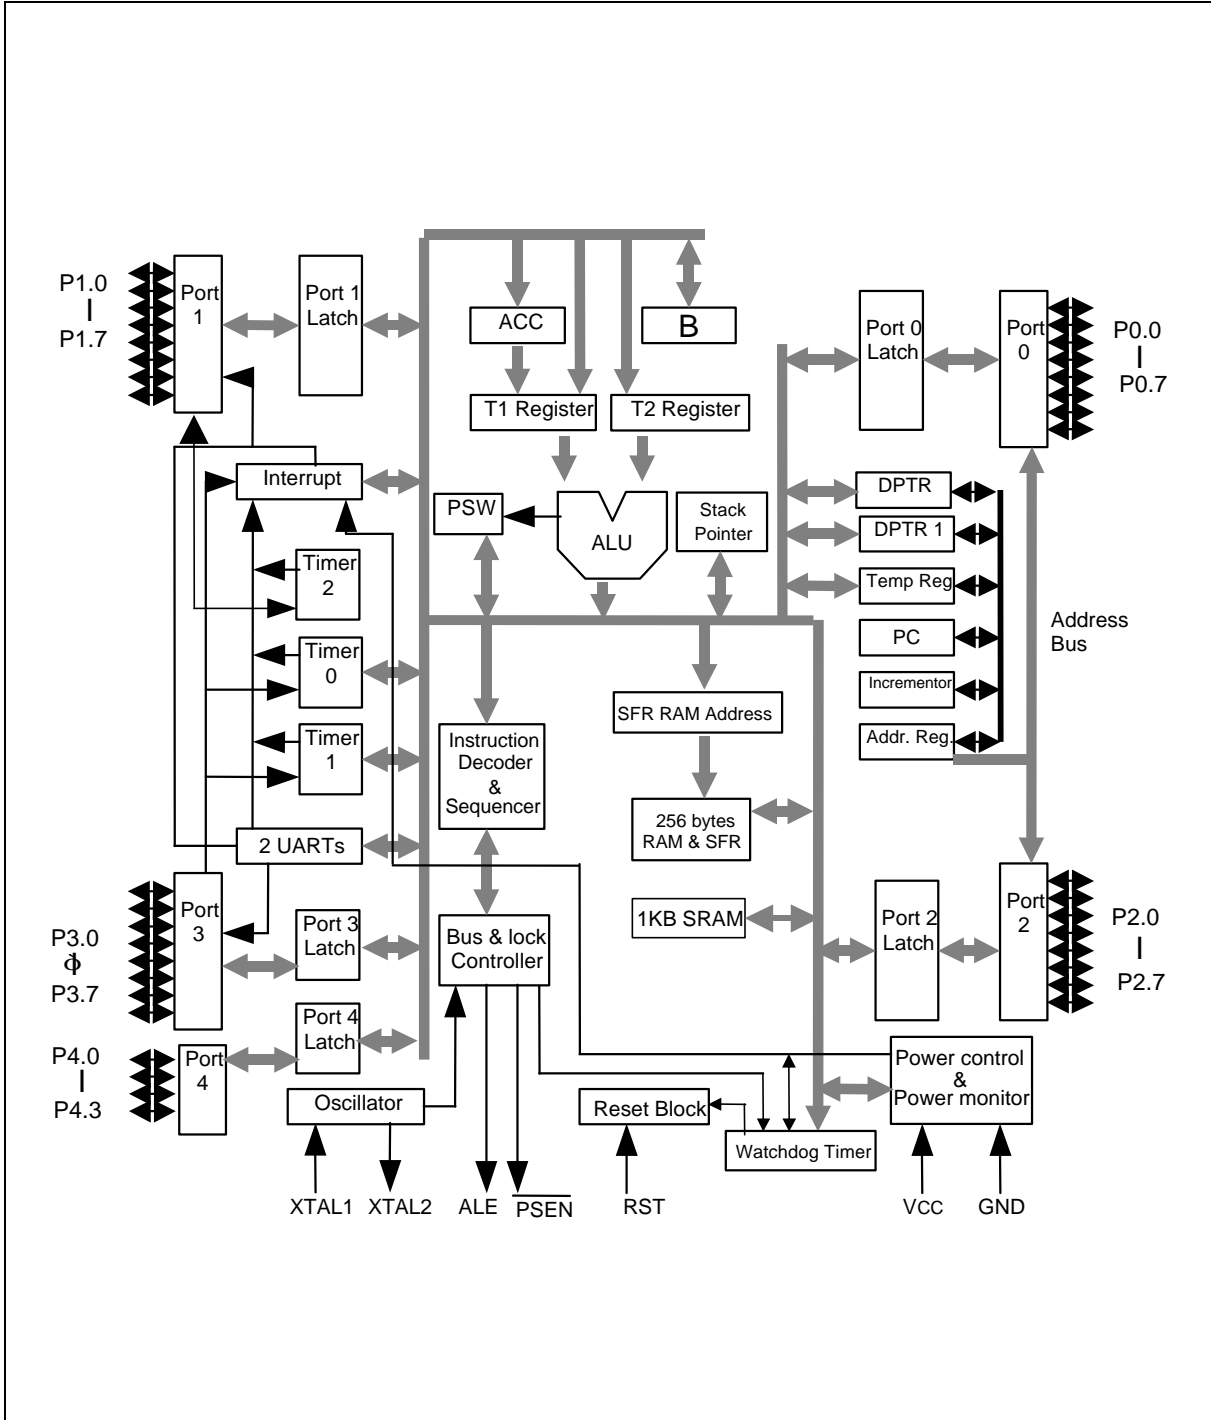 P1.0
P1.7
Port
1
Port 1
Latch
ACC
B
T1 Register
T2 Register
Port 0
Latch
Port
0
P0.0
P0.7
Interrupt
PSW
ALU
Stack
Pointer
DPTR
DPTR 1
Temp Reg
PC
Incrementor
Addr. Reg.
Address
Bus
Timer
2
Timer
0
Timer
1
2 UARTs
Instruction
Decoder
&
Sequencer
SFR RAM Address
256 bytes
RAM & SFR
1KB SRAM
P3.0
ϕ
P3.7
Port
3
Port 3
Latch
Bus & lock
Controller
Port 2
Latch
Port
2
P2.0
P2.7
P4.0
P4.3
Port
4
Port 4
Latch
Oscillator
Reset Block
Watchdog Timer
Power control
&
Power monitor
XTAL1
XTAL2
ALE
PSEN
RST
VCC
GND